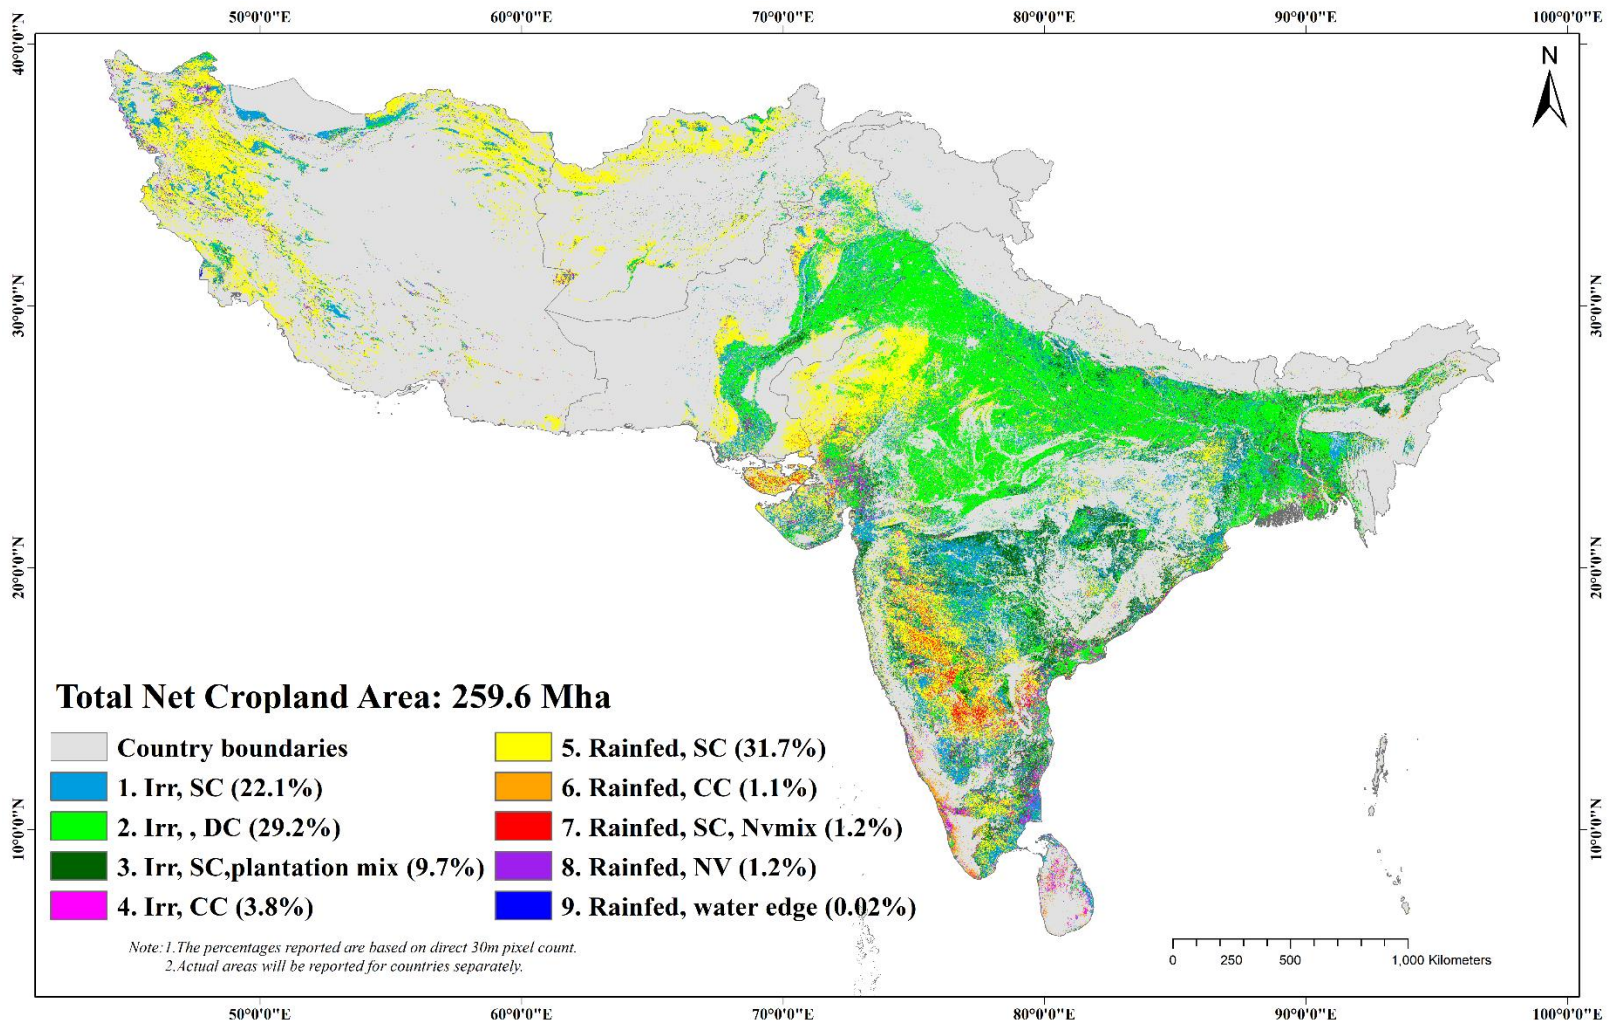 50°0'0"E 60°0'0"E 70°0'0"E 80°0'0"E 90°0'0"E 100°0'0"E
40°0'0"N
30°0'0"N
20°0'0"N
10°0'0"N
N
30°0'0"N
20°0'0"N
10°0'0"N
Total Net Cropland Area: 259.6 Mha
Country boundaries
1. Irr, SC (22.1%)
2. Irr, , DC (29.2%)
3. Irr, SC,plantation mix (9.7%)
4. Irr, CC (3.8%)
5. Rainfed, SC (31.7%)
6. Rainfed, CC (1.1%)
7. Rainfed, SC, Nvmix (1.2%)
8. Rainfed, NV (1.2%)
9. Rainfed, water edge (0.02%)
Note: 1.The percentages reported are based on direct 30m pixel count.
2.Actual areas will be reported for countries separately.
0 250 500 1,000 Kilometers
50°0'0"E 60°0'0"E 70°0'0"E 80°0'0"E 90°0'0"E 100°0'0"E